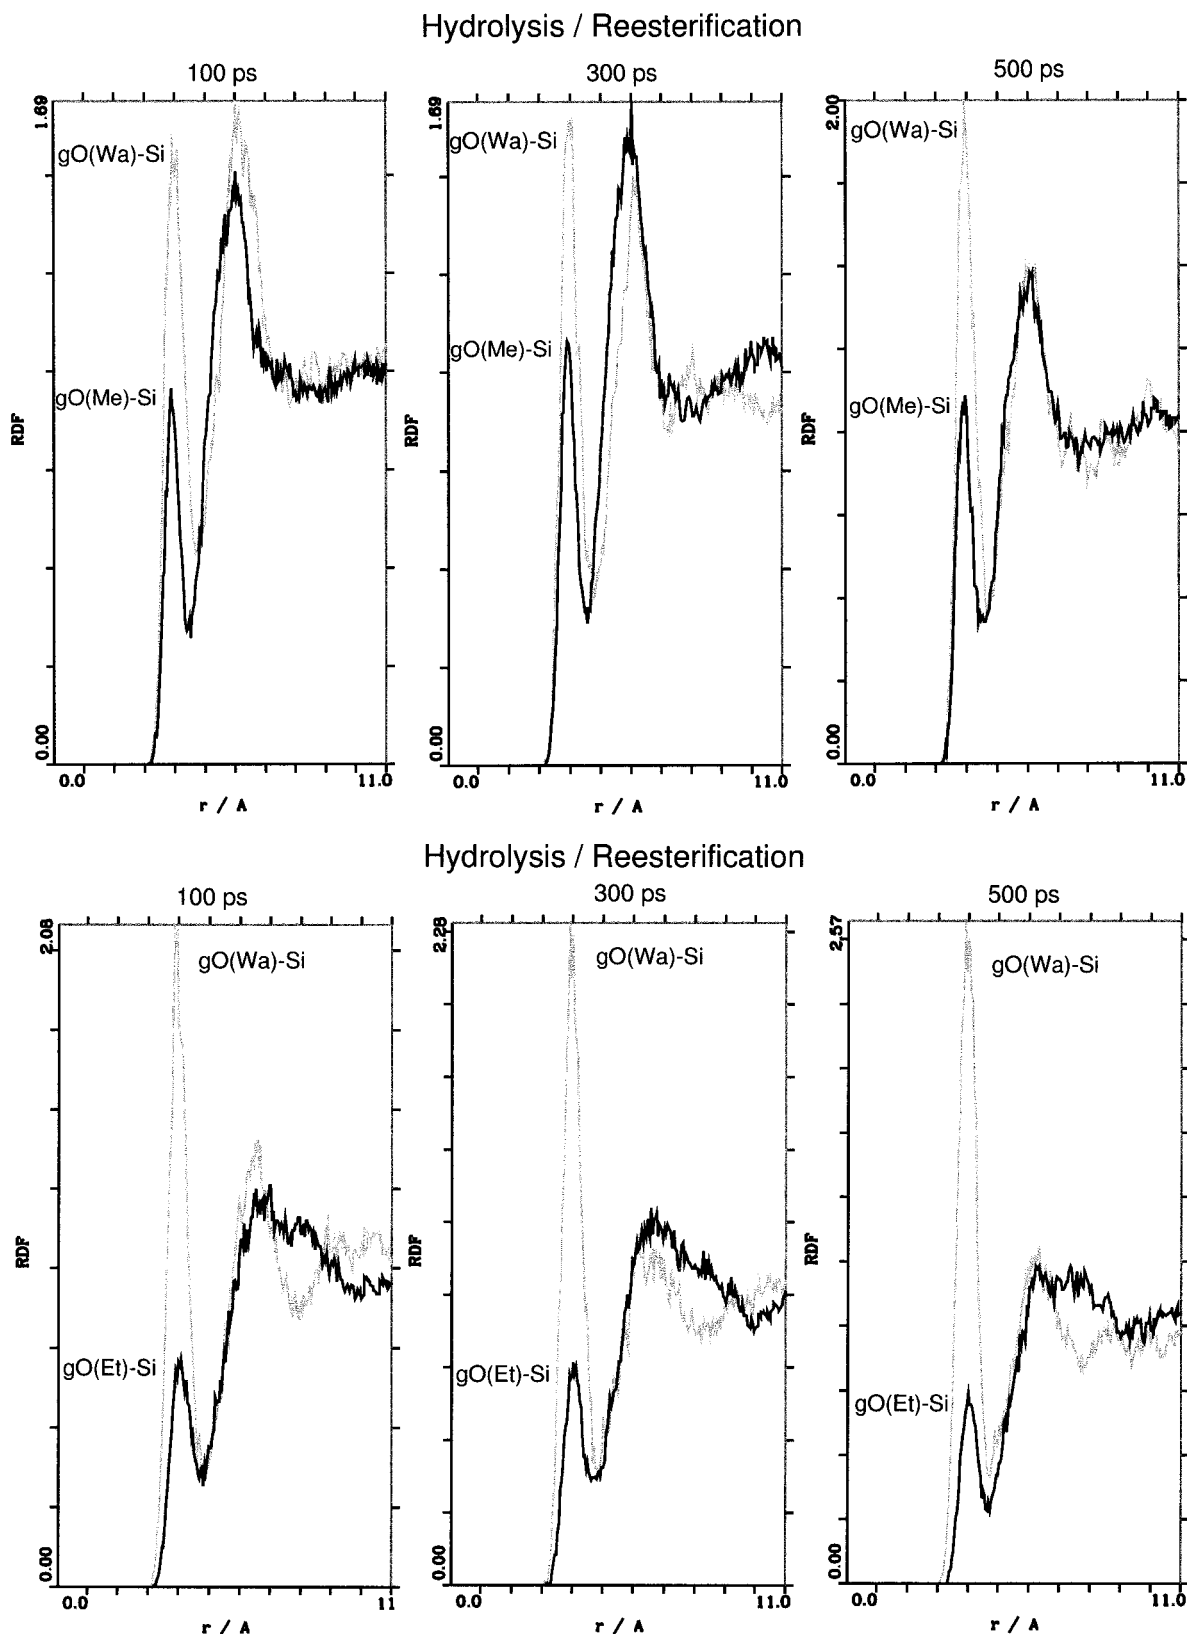 Hydrolysis / Reesterification
100 ps
300 ps
500 ps
1.69
gO(Wa)-Si
gO(Me)-Si
RDF
0.00
0.0
11.0
r / A
1.69
gO(Wa)-Si
gO(Me)-Si
RDF
0.00
0.0
11.0
r / A
2.00
gO(Wa)-Si
gO(Me)-Si
RDF
0.00
0.0
11.0
r / A
Hydrolysis / Reesterification
100 ps
300 ps
500 ps
2.08
gO(Wa)-Si
RDF
gO(Et)-Si
0.00
0.0
11
r / A
2.28
gO(Wa)-Si
RDF
gO(Et)-Si
0.00
0.0
11.0
r / A
2.57
gO(Wa)-Si
RDF
gO(Et)-Si
0.00
0.0
11.0
r / A